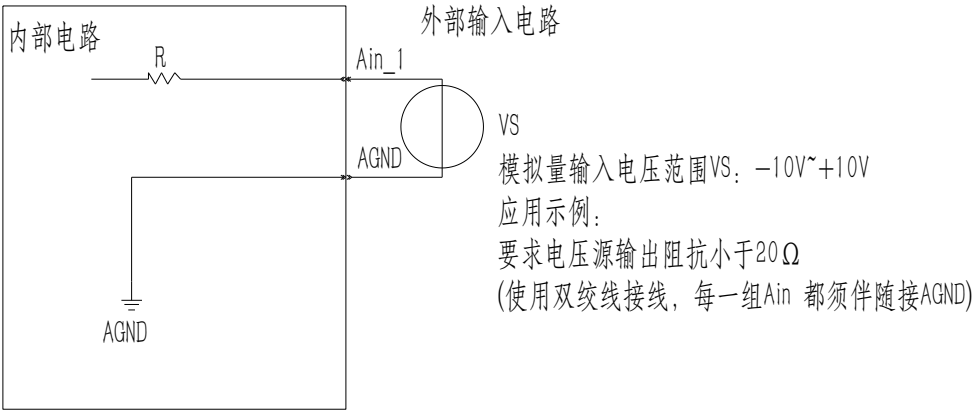 外部输入电路
内部电路
R
Ain_1
VS
AGND
模拟量输入电压范围VS：-10V~+10V
应用示例：
要求电压源输出阻抗小于20Ω
(使用双绞线接线，每一组Ain 都须伴随接AGND)
AGND